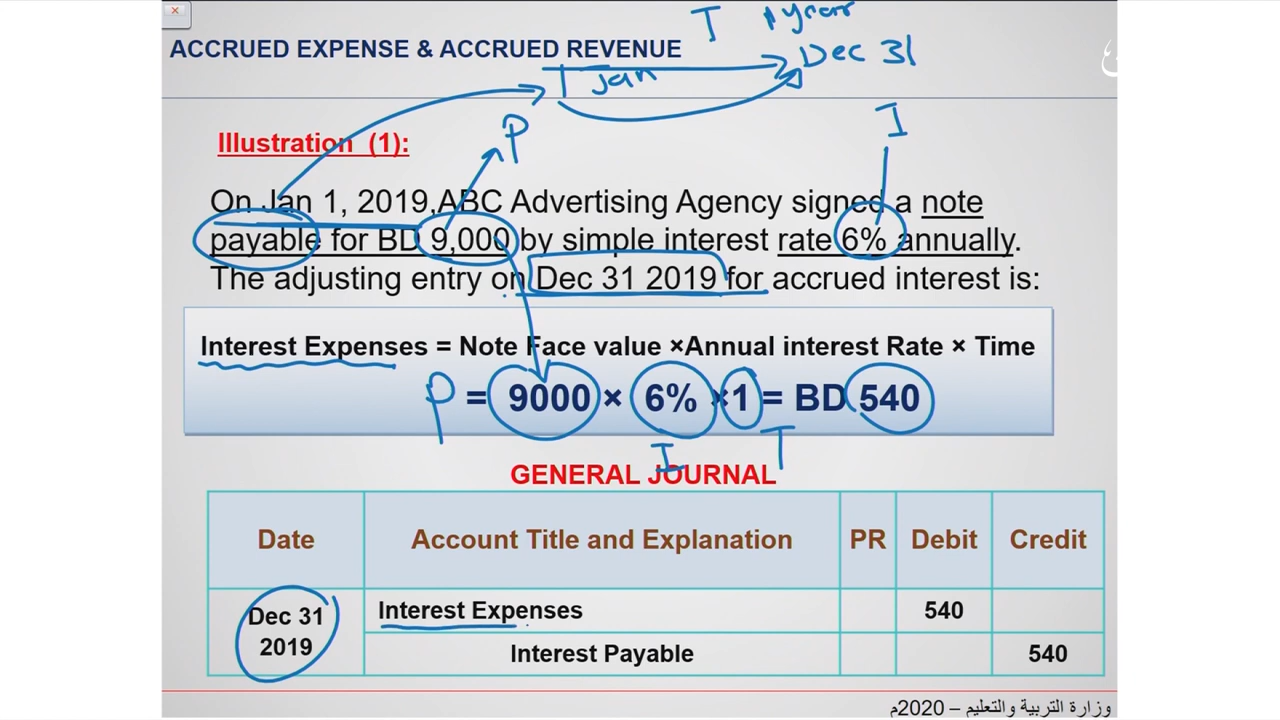 T 1 year
ACCRUED EXPENSE & ACCRUED REVENUE
Dec 31
1 Jan
P
I
Illustration (1):
On Jan 1, 2019,ABC Advertising Agency signed a note
payable for BD 9,000 by simple interest rate 6% annually.
The adjusting entry on Dec 31 2019 for accrued interest is:
Interest Expenses = Note Face value ×Annual interest Rate × Time
P = 9000 × 6% ×1 = BD 540
I T
GENERAL JOURNAL
Date Account Title and Explanation PR Debit Credit
Dec 31
2019
Interest Expenses 540
Interest Payable 540
وزارة التربية والتعليم – 2020م